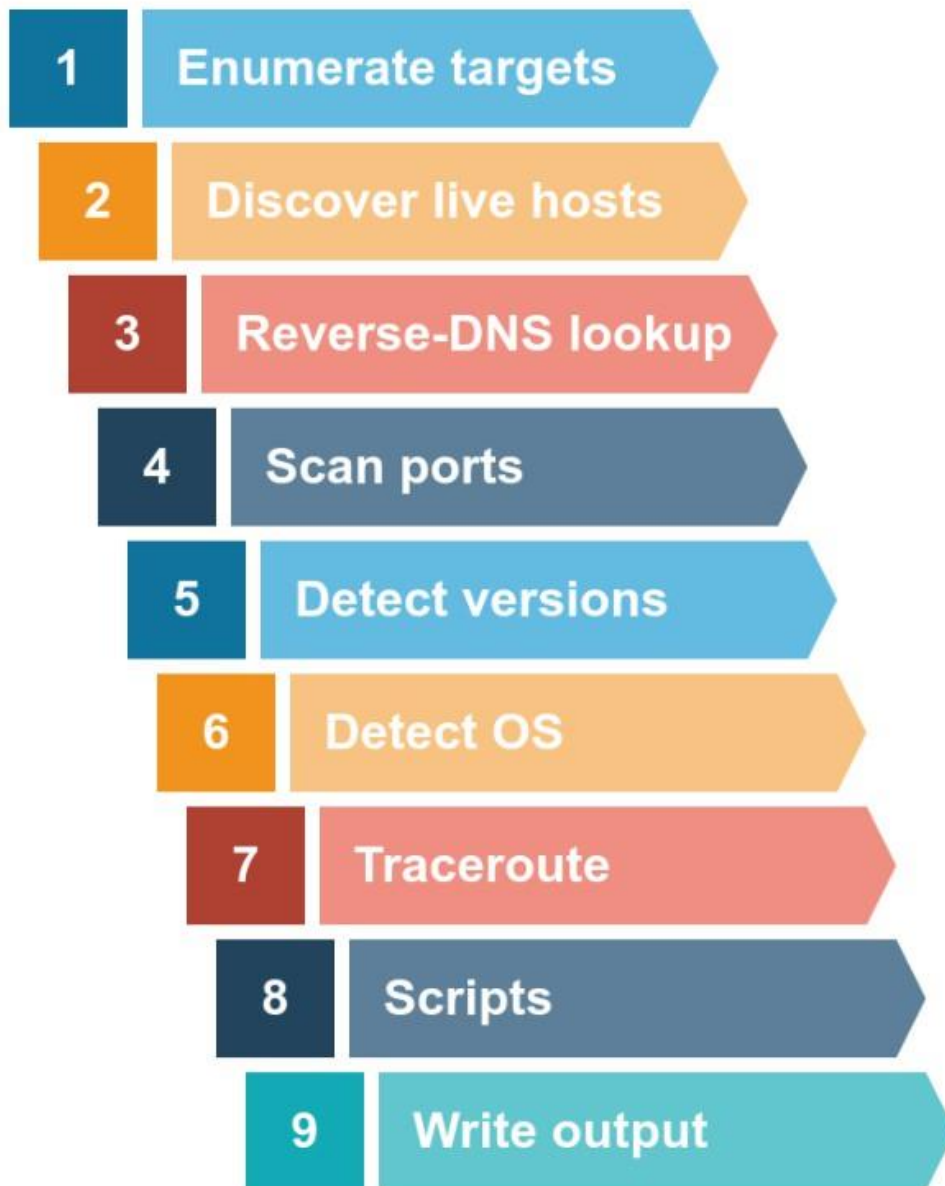 1 Enumerate targets
2 Discover live hosts
3 Reverse-DNS lookup
4 Scan ports
5 Detect versions
6 Detect OS
7 Traceroute
8 Scripts
9 Write output